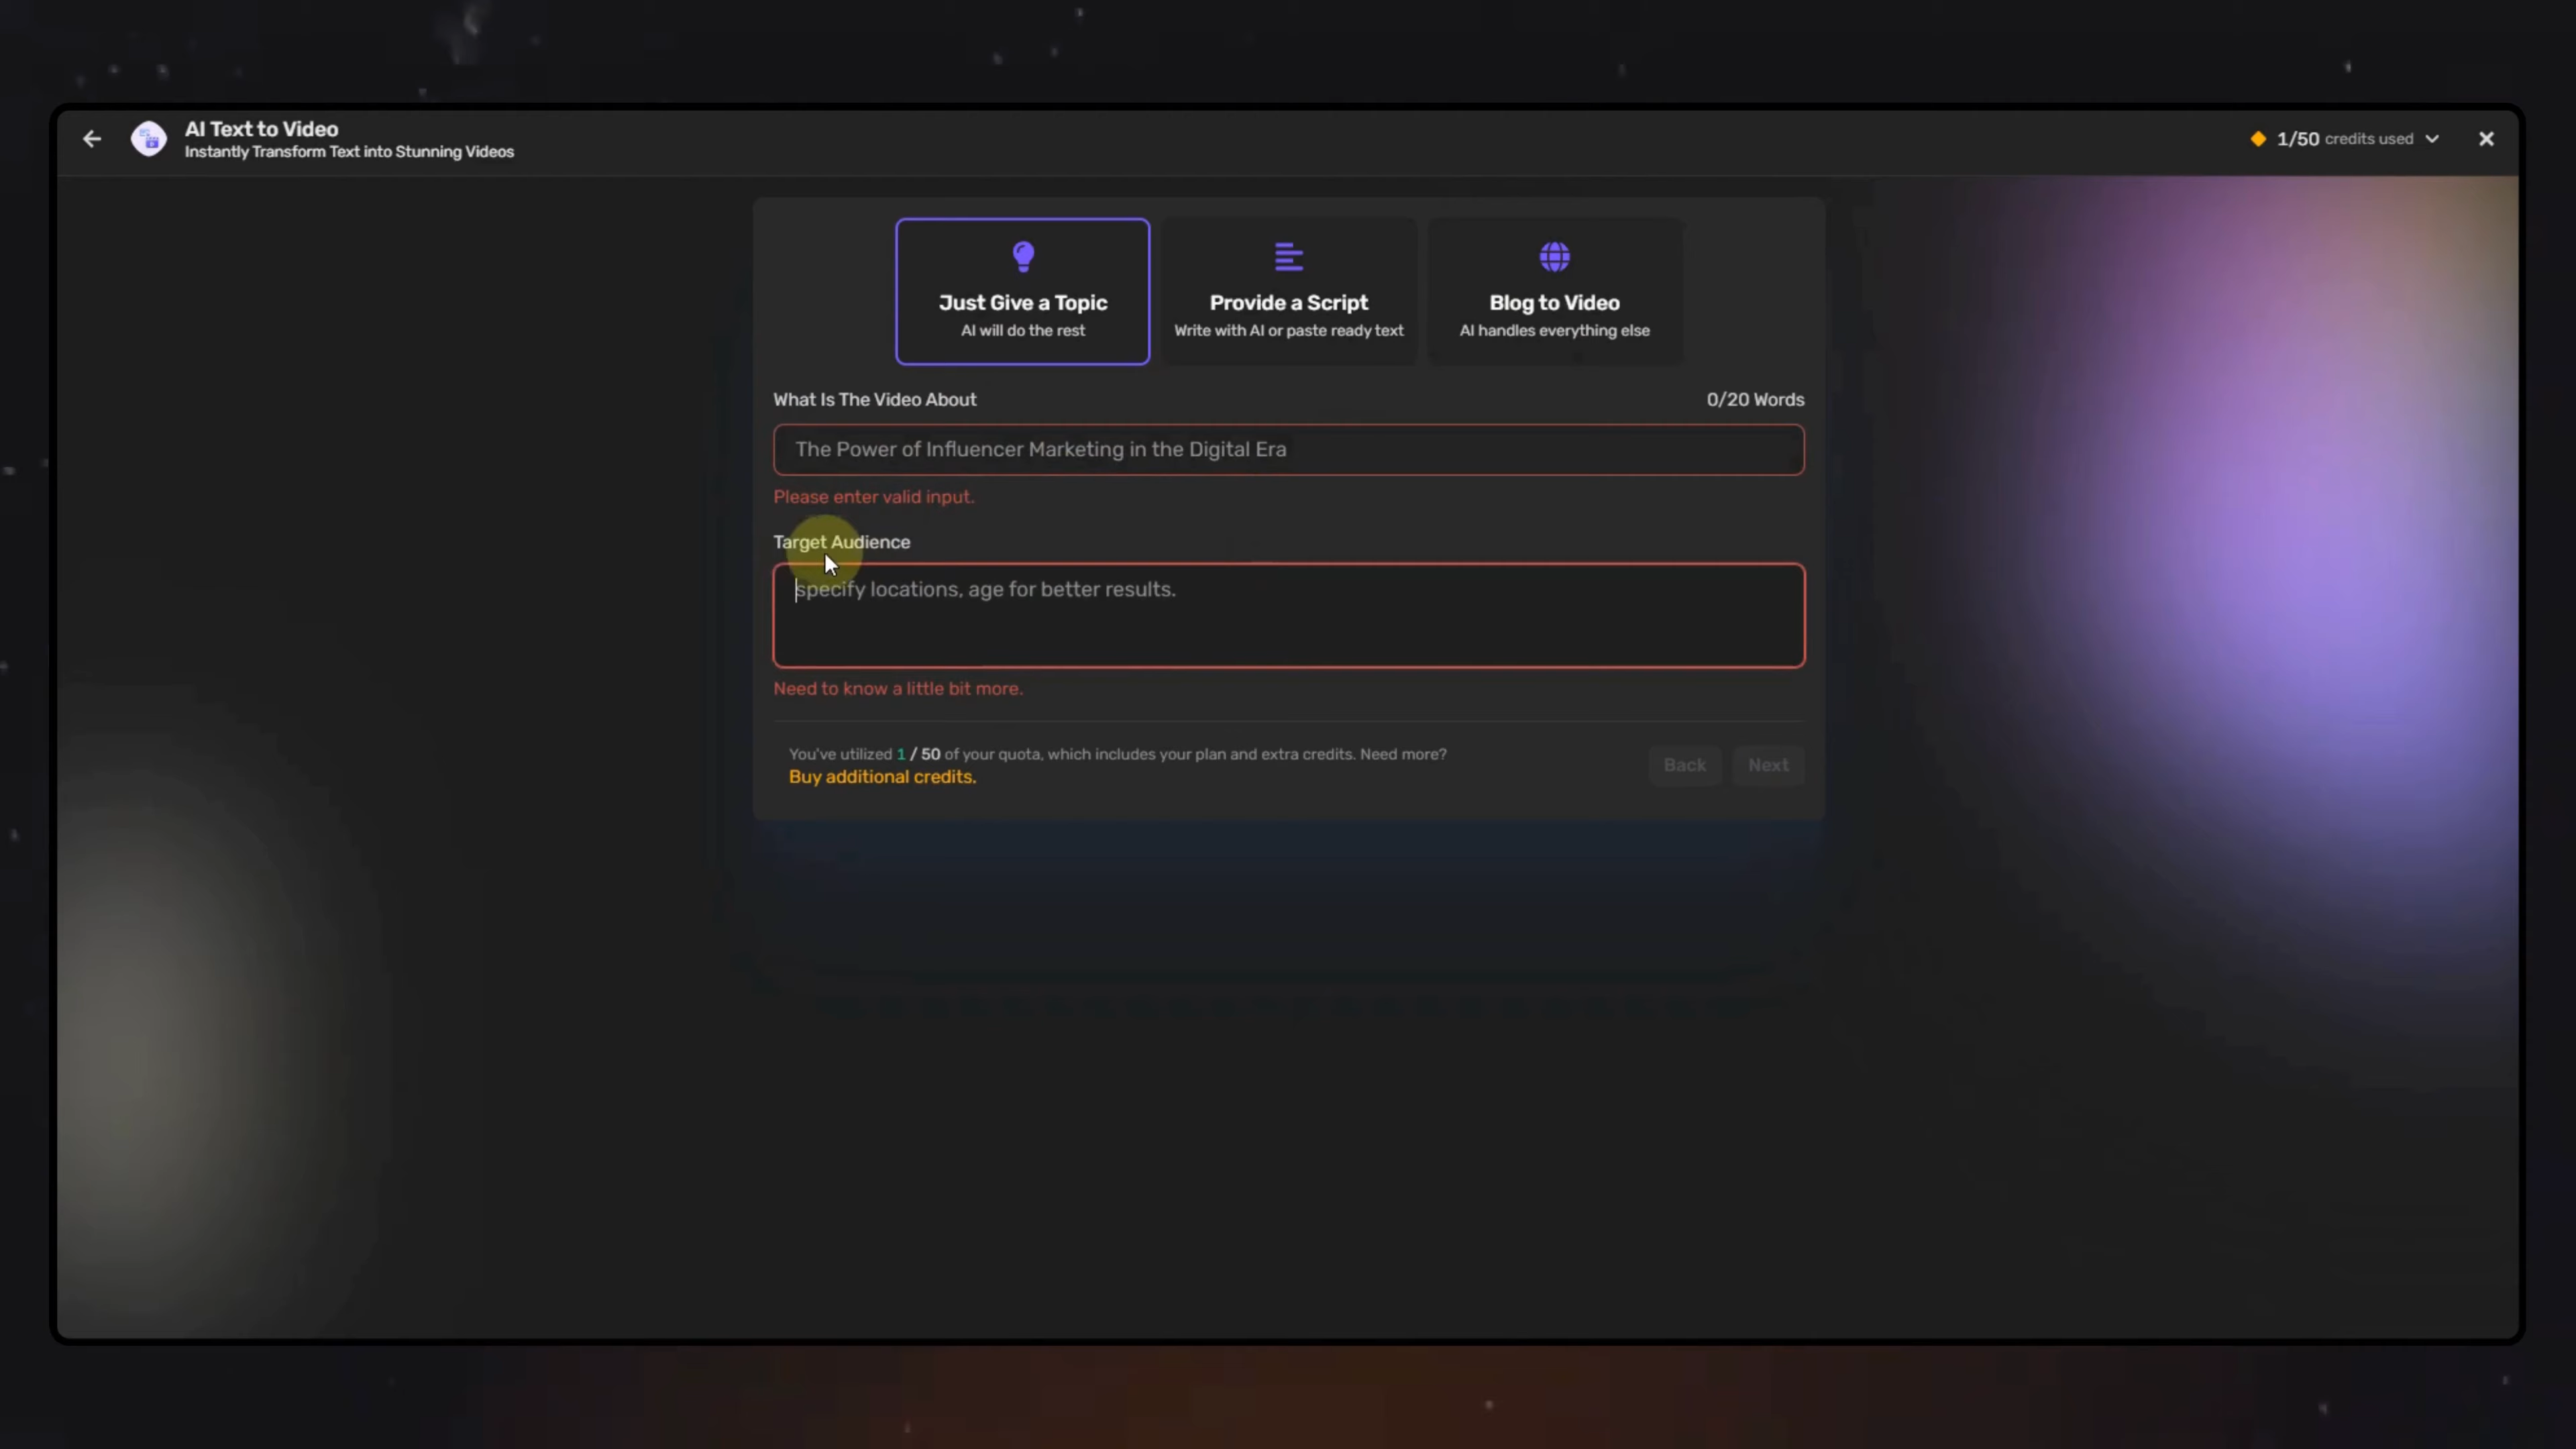 AI Text to Video
Instantly Transform Text into Stunning Videos
1/50 credits used
Just Give a Topic
AI will do the rest
Provide a Script
Write with AI or paste ready text
Blog to Video
AI handles everything else
What Is The Video About
0/20 Words
The Power of Influencer Marketing in the Digital Era
Please enter valid input.
Target Audience
specify locations, age for better results.
Need to know a little bit more.
You've utilized 1 / 50 of your quota, which includes your plan and extra credits. Need more?
Buy additional credits.
Back
Next